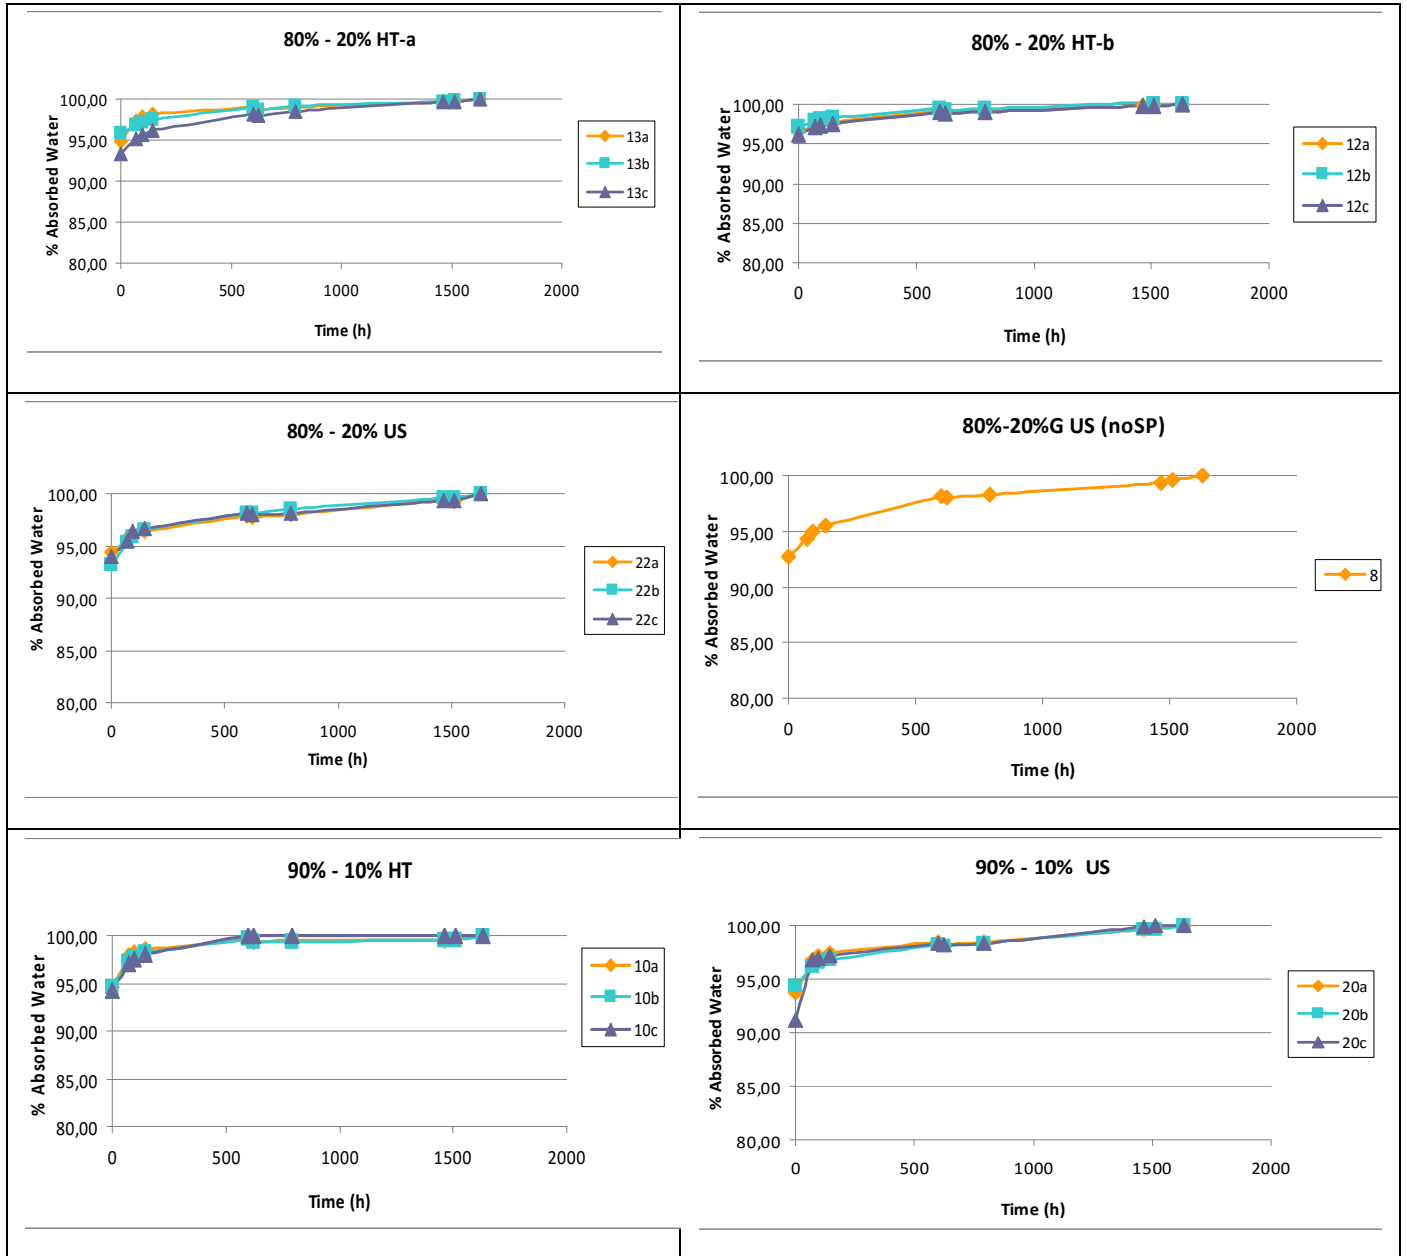 80% - 20% HT-a
% Absorbed Water
100,00
95,00
90,00
85,00
80,00
0 500 1000 1500 2000
Time (h)
13a
13b
13c
80% - 20% HT-b
% Absorbed Water
100,00
95,00
90,00
85,00
80,00
0 500 1000 1500 2000
Time (h)
12a
12b
12c
80% - 20% US
% Absorbed Water
100,00
95,00
90,00
85,00
80,00
0 500 1000 1500 2000
Time (h)
22a
22b
22c
80%-20%G US (noSP)
% Absorbed Water
100,00
95,00
90,00
85,00
80,00
0 500 1000 1500 2000
Time (h)
8
90% - 10% HT
% Absorbed Water
100,00
95,00
90,00
85,00
80,00
0 500 1000 1500 2000
Time (h)
10a
10b
10c
90% - 10% US
% Absorbed Water
100,00
95,00
90,00
85,00
80,00
0 500 1000 1500 2000
Time (h)
20a
20b
20c